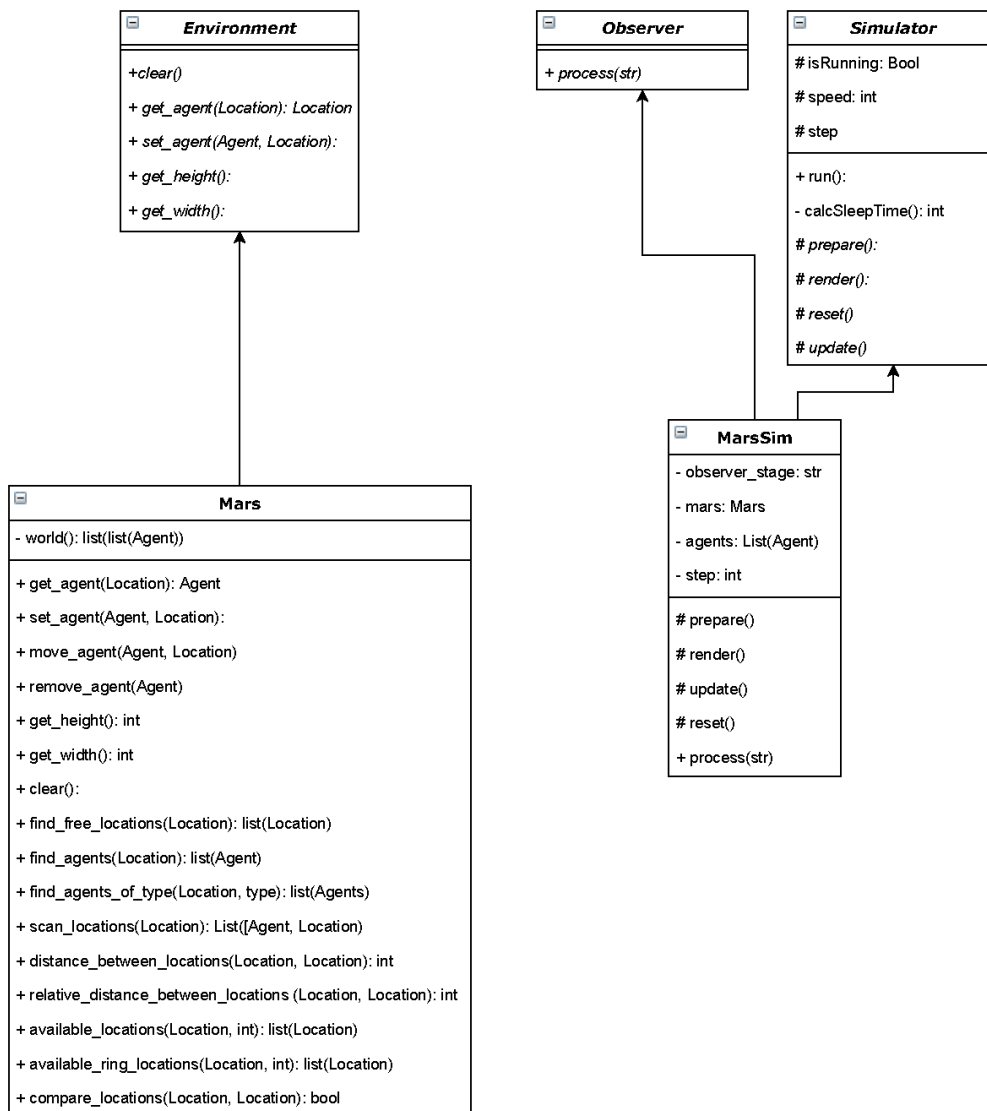 Environment
+clear()
+ get_agent(Location): Location
+ set_agent(Agent, Location):
+ get_height():
+ get_width():
Observer
+ process(str)
Simulator
# isRunning: Bool
# speed: int
# step
+ run():
- calcSleepTime(): int
# prepare():
# render():
# reset()
# update()
Mars
- world(): list(list(Agent))
+ get_agent(Location): Agent
+ set_agent(Agent, Location):
+ move_agent(Agent, Location)
+ remove_agent(Agent)
+ get_height(): int
+ get_width(): int
+ clear():
+ find_free_locations(Location): list(Location)
+ find_agents(Location): list(Agent)
+ find_agents_of_type(Location, type): list(Agents)
+ scan_locations(Location): List([Agent, Location)
+ distance_between_locations(Location, Location): int
+ relative_distance_between_locations (Location, Location): int
+ available_locations(Location, int): list(Location)
+ available_ring_locations(Location, int): list(Location)
+ compare_locations(Location, Location): bool
MarsSim
- observer_stage: str
- mars: Mars
- agents: List(Agent)
- step: int
# prepare()
# render()
# update()
# reset()
+ process(str)